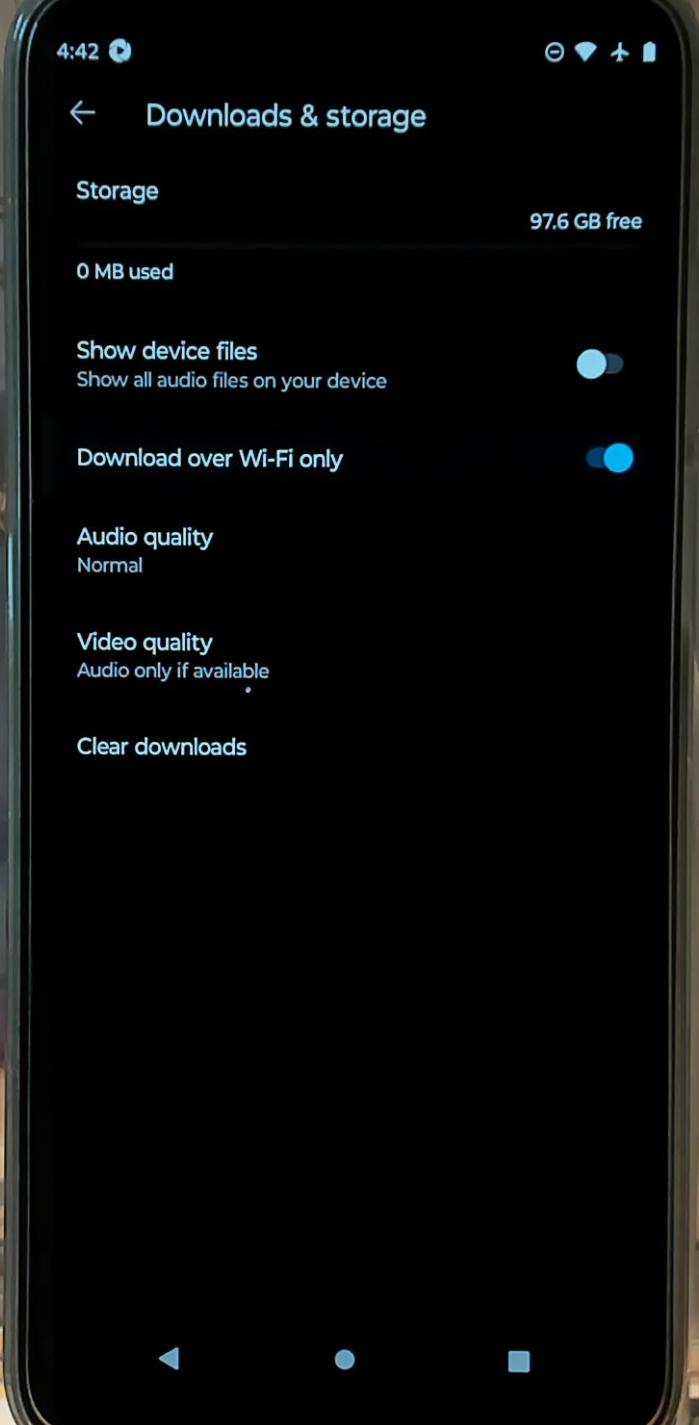 4:42
Downloads & storage
Storage
97.6 GB free
0 MB used
Show device files
Show all audio files on your device
Download over Wi-Fi only
Audio quality
Normal
Video quality
Audio only if available
Clear downloads